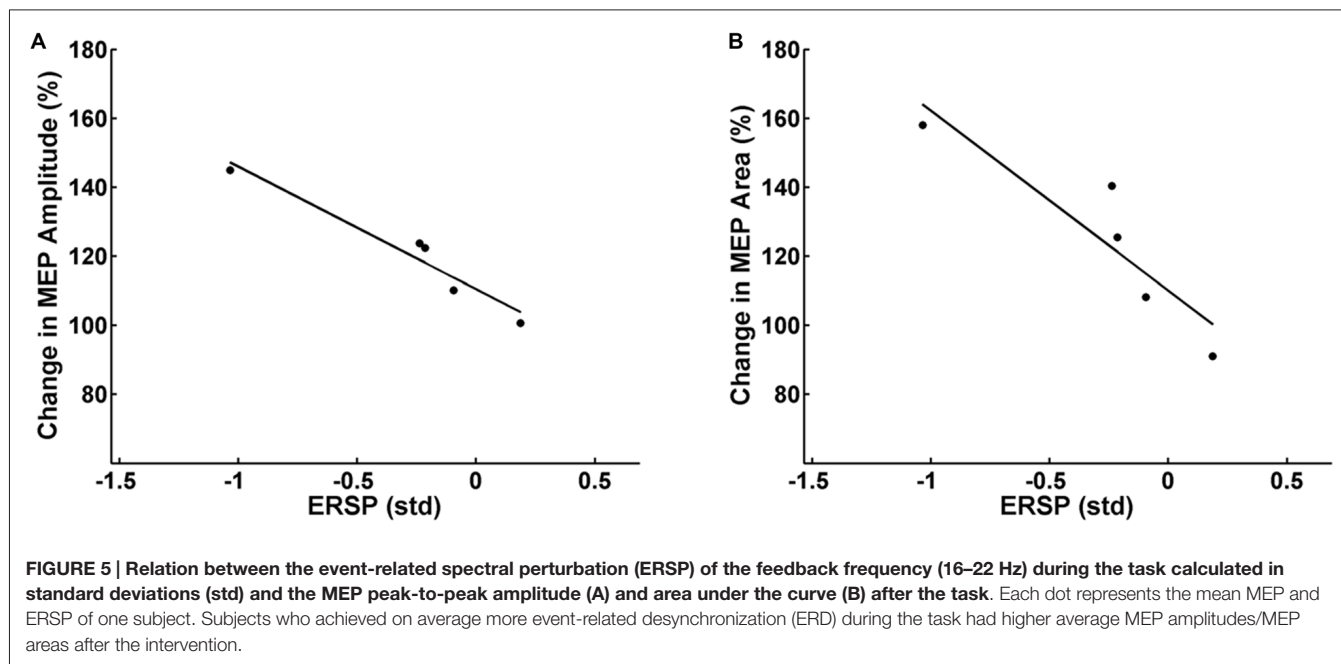 A
180
160
140
120
100
80
-1.5
-1
-0.5
0
0.5
Change in MEP Amplitude (%)
ERSP (std)
B
180
160
140
120
100
80
-1.5
-1
-0.5
0
0.5
Change in MEP Area (%)
ERSP (std)
FIGURE 5 | Relation between the event-related spectral perturbation (ERSP) of the feedback frequency (16–22 Hz) during the task calculated in
standard deviations (std) and the MEP peak-to-peak amplitude (A) and area under the curve (B) after the task. Each dot represents the mean MEP and
ERSP of one subject. Subjects who achieved on average more event-related desynchronization (ERD) during the task had higher average MEP amplitudes/MEP
areas after the intervention.